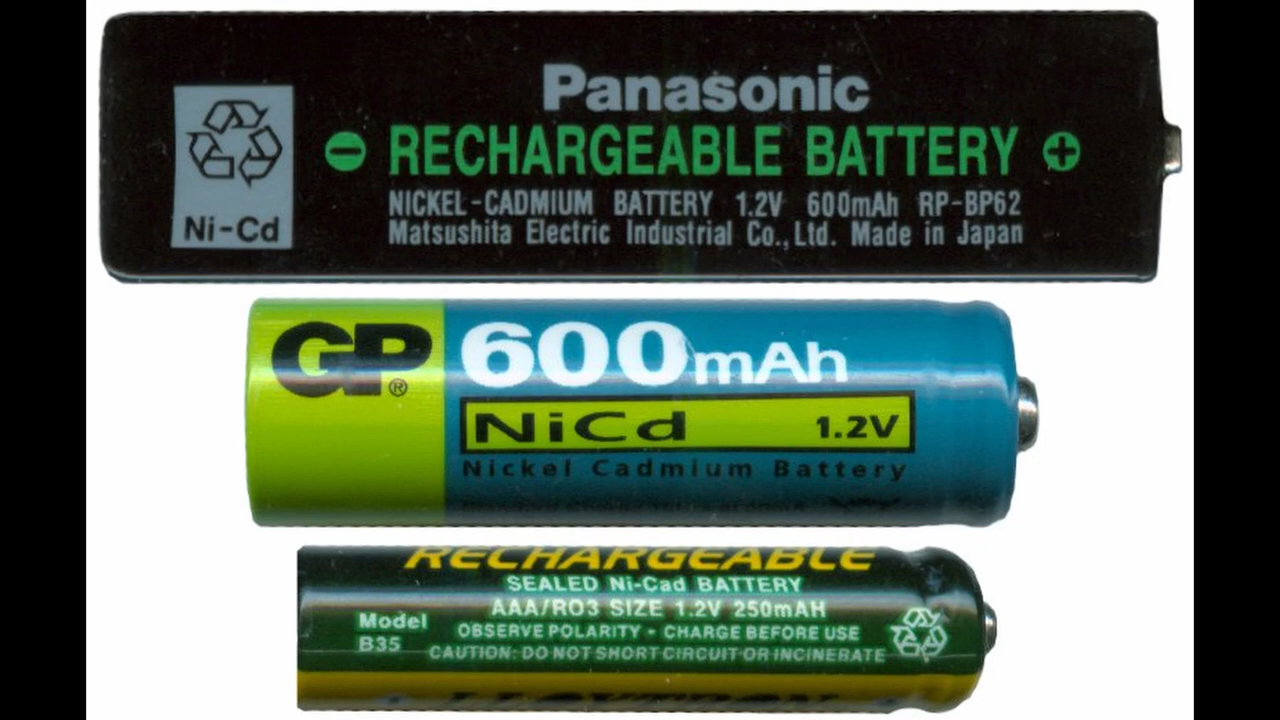 Panasonic
RECHARGEABLE BATTERY
NICKEL-CADMIUM BATTERY 1.2V 600mAh RP-BP62
Matsushita Electric Industrial Co.,Ltd. Made in Japan
Ni-Cd
GP®
600mAh
NiCd 1.2V
Nickel Cadmium Battery
RECHARGEABLE
SEALED Ni-Cad BATTERY
AAA/RO3 SIZE 1.2V 250mAH
Model
B35
OBSERVE POLARITY - CHARGE BEFORE USE
CAUTION: DO NOT SHORT CIRCUIT OR INCINERATE